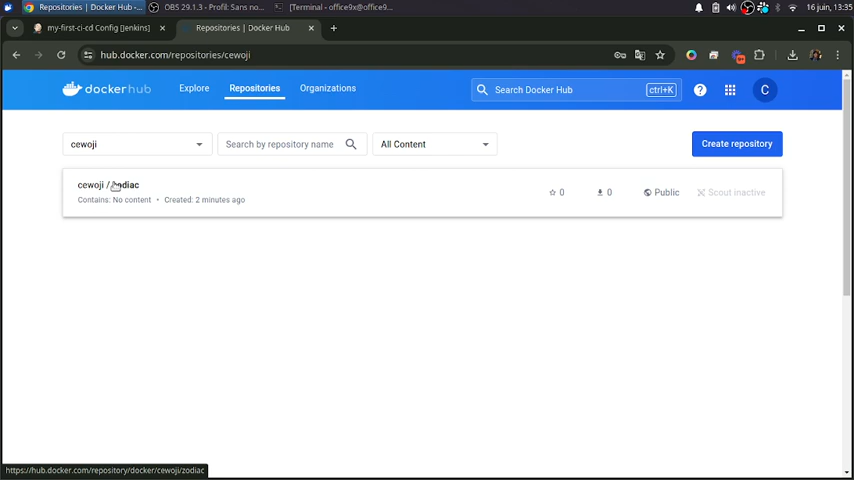 Repositories | Docker Hub -...
OBS 29.1.3 - Profil: Sans no...
[Terminal - office9x@office9...
16 juin, 13:35
my-first-ci-cd Config [Jenkins]
Repositories | Docker Hub
hub.docker.com/repositories/cewoji
dockerhub
Explore
Repositories
Organizations
Search Docker Hub
ctrl+K
C
cewoji
Search by repository name
All Content
Create repository
cewoji / zodiac
Contains: No content • Created: 2 minutes ago
0
0
Public
Scout inactive
https://hub.docker.com/repository/docker/cewoji/zodiac